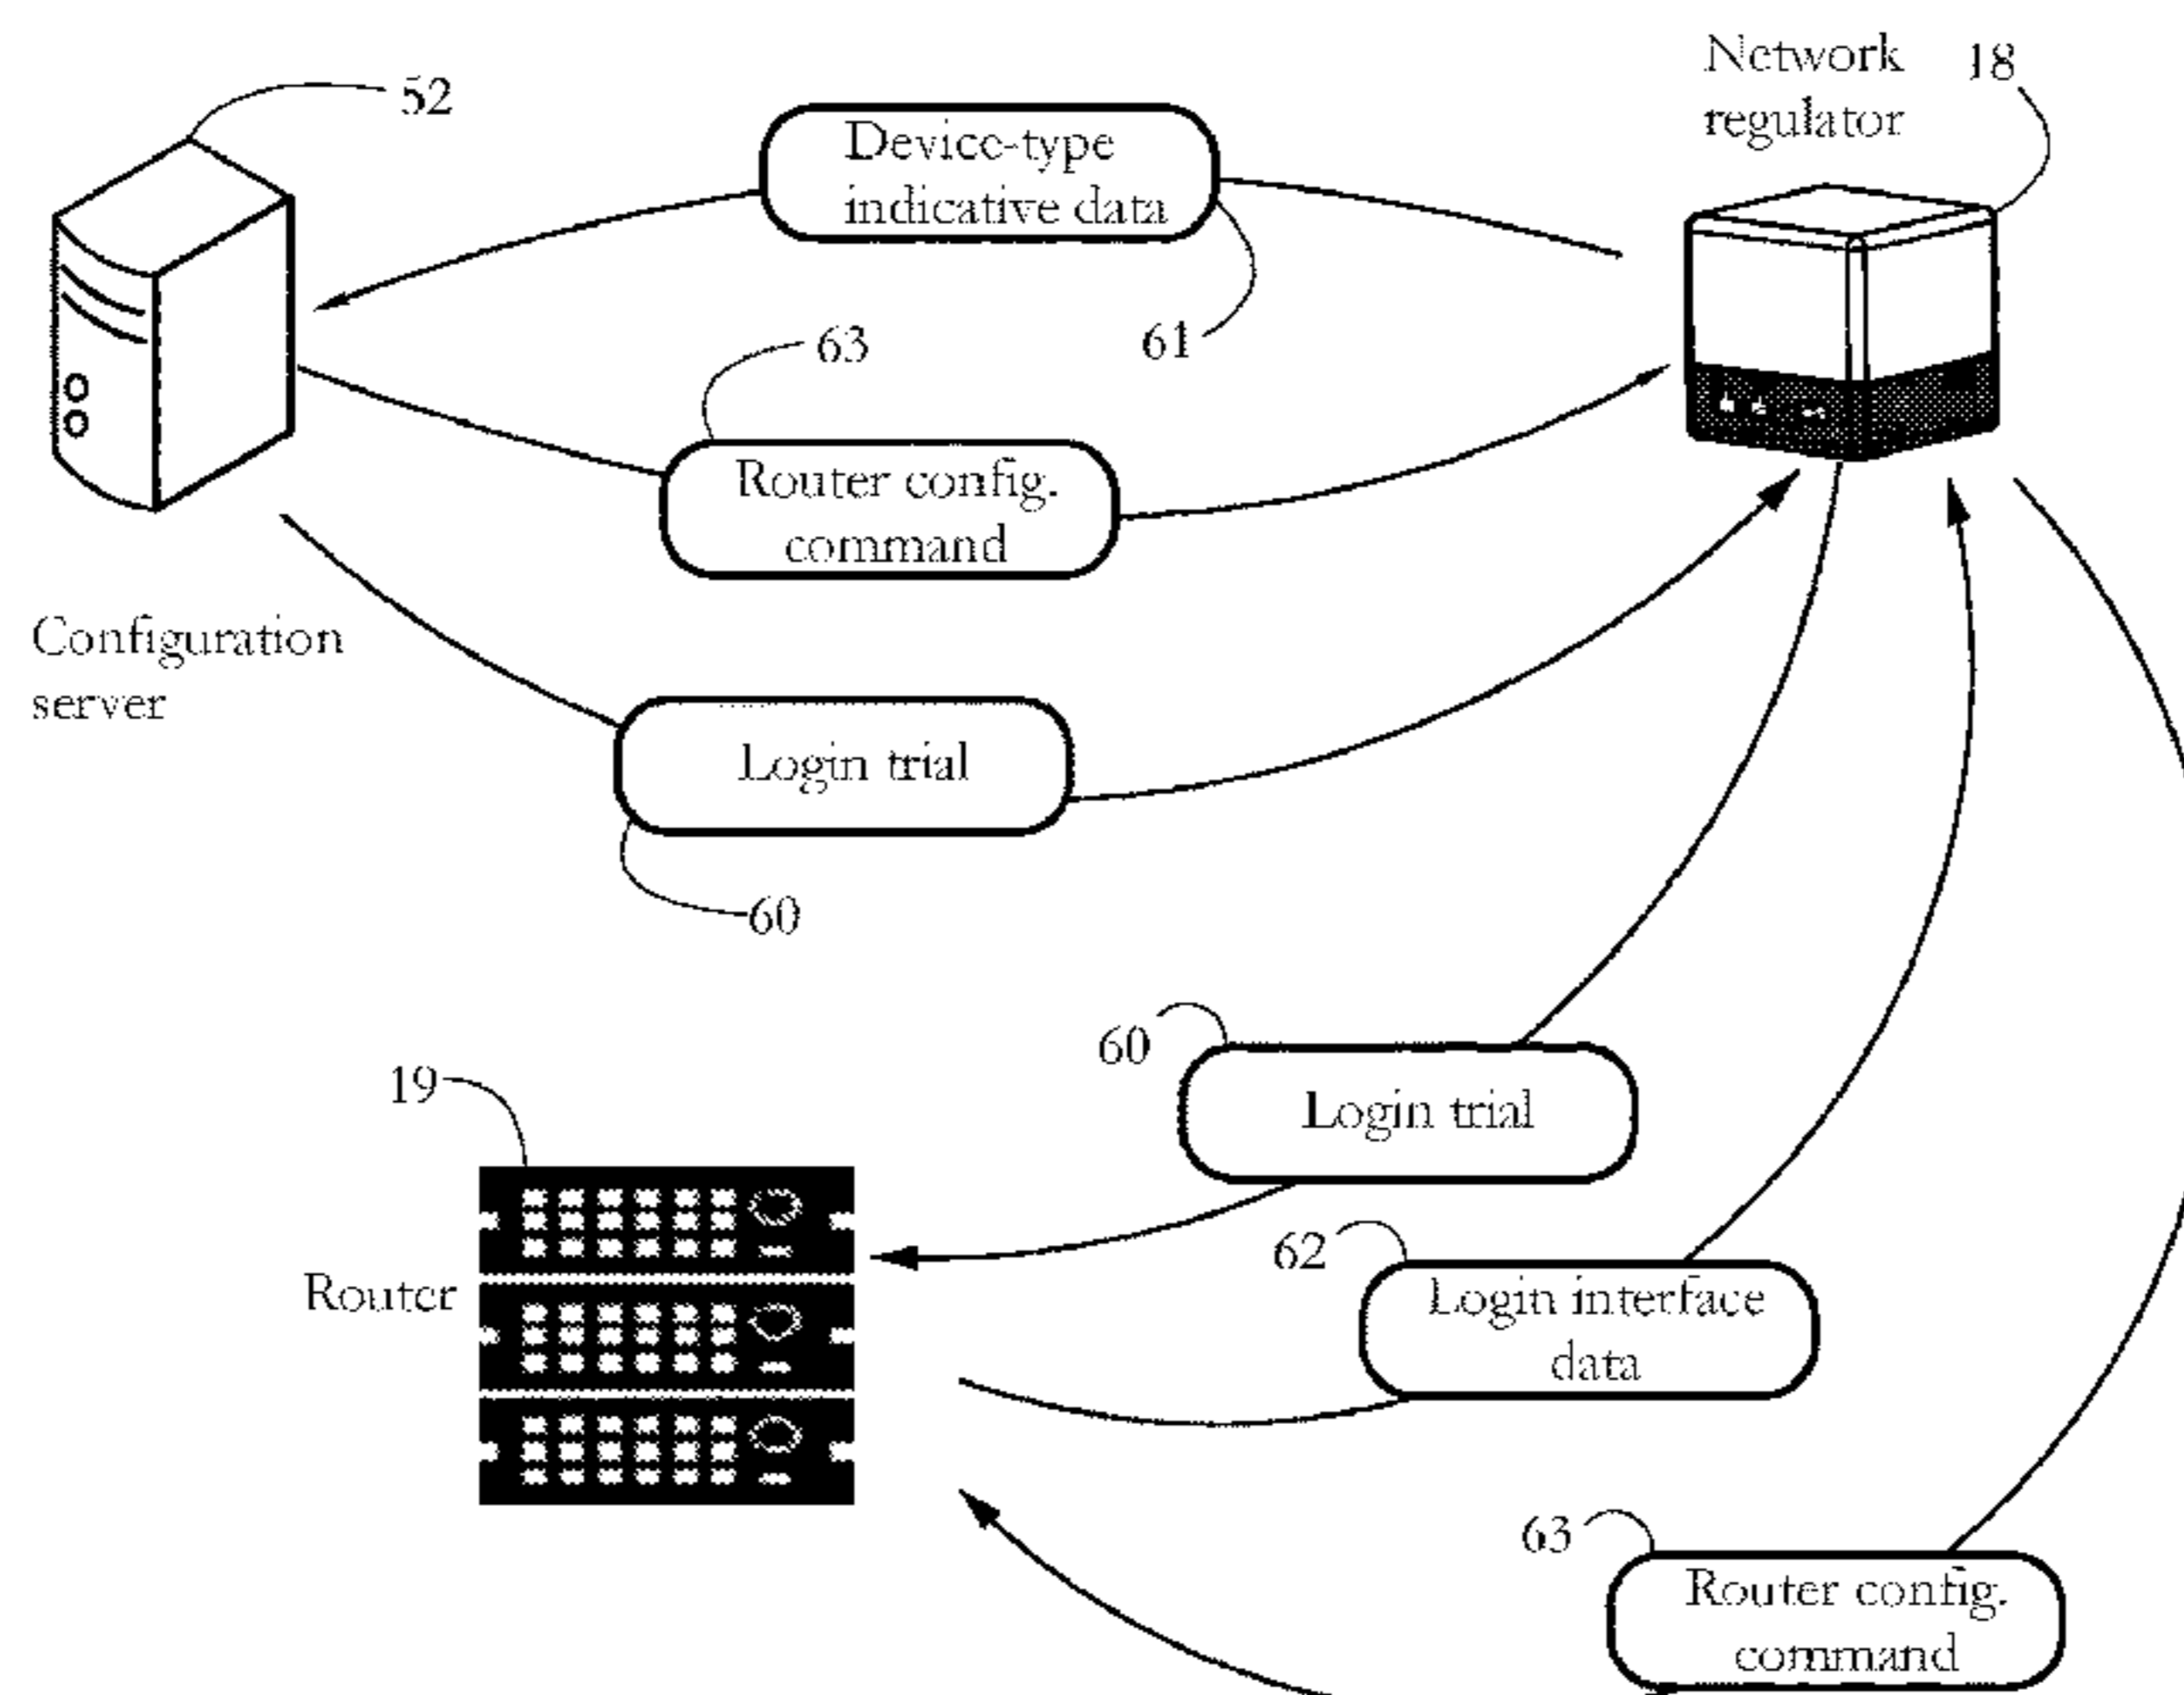 52
Device-type
indicative data
Network
regulator
18
61
63
Router config.
command
Configuration
server
Login trial
60
60
Login trial
19
Router
62
Login interface
data
63
Router config.
command